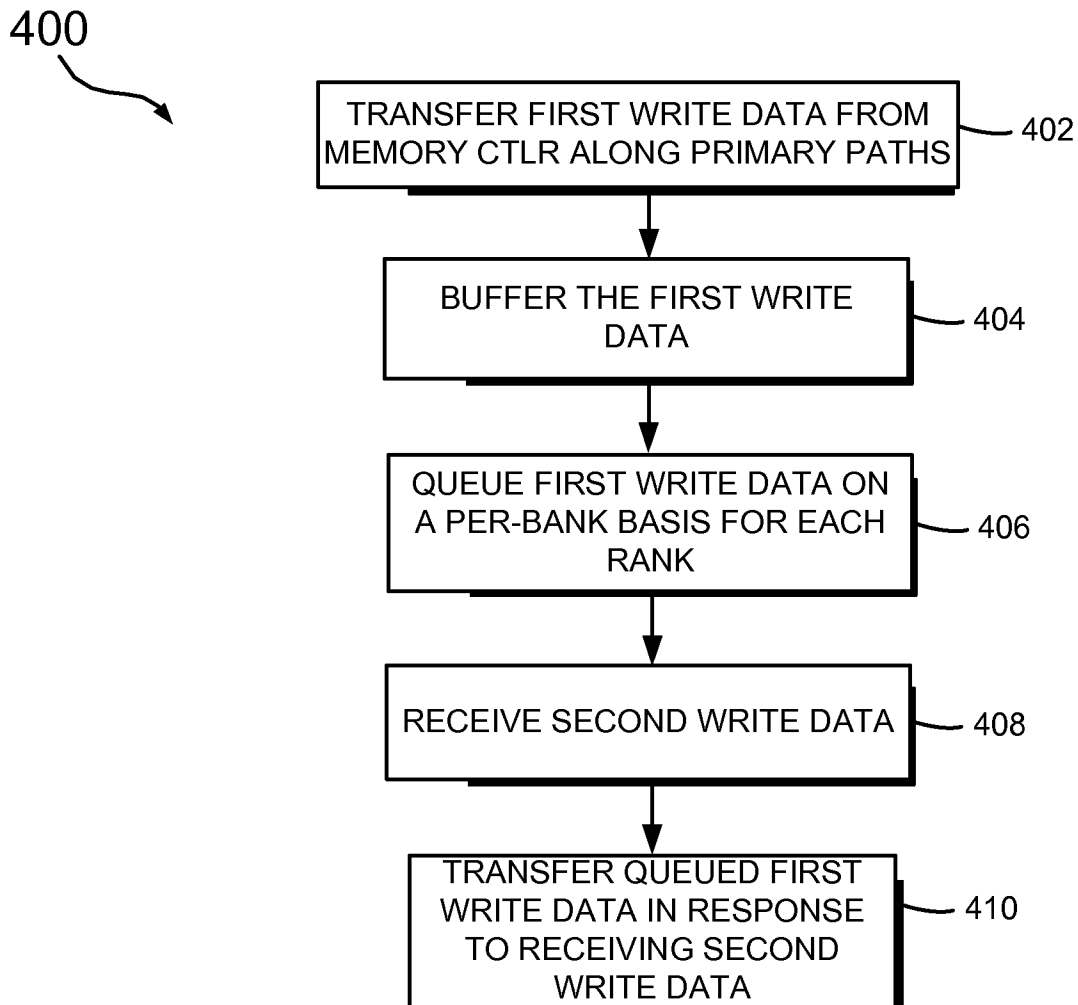 400
TRANSFER FIRST WRITE DATA FROM
MEMORY CTLR ALONG PRIMARY PATHS
402
BUFFER THE FIRST WRITE
DATA
404
QUEUE FIRST WRITE DATA ON
A PER-BANK BASIS FOR EACH
RANK
406
RECEIVE SECOND WRITE DATA
408
TRANSFER QUEUED FIRST
WRITE DATA IN RESPONSE
TO RECEIVING SECOND
WRITE DATA
410